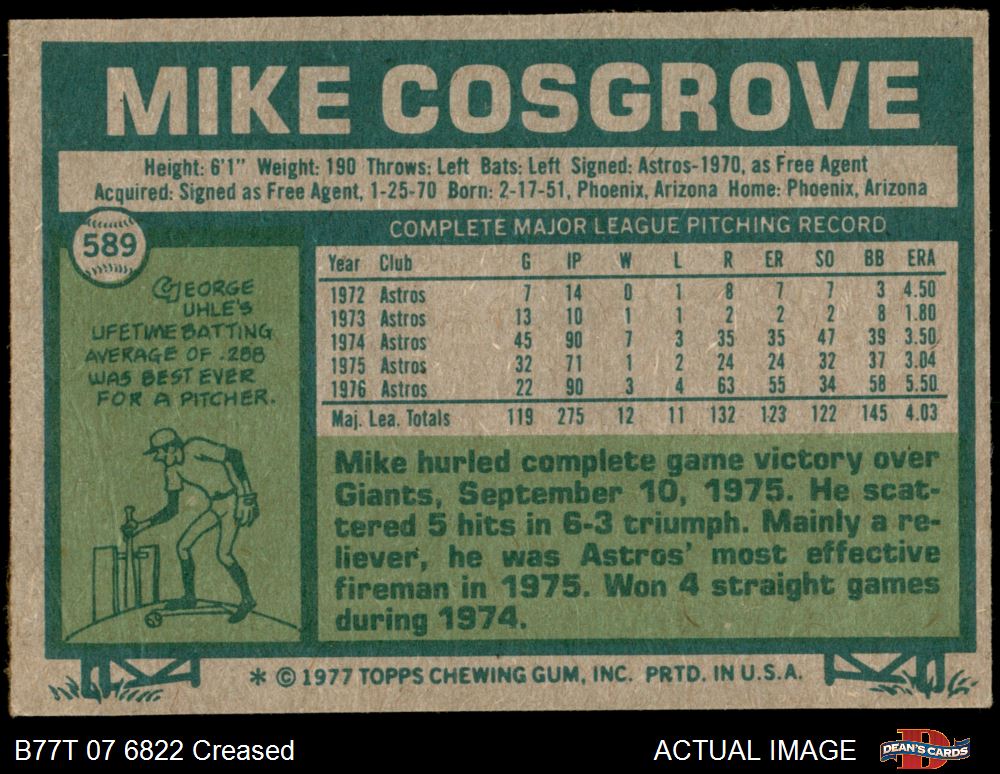 MIKE COSGROVE
Height: 6'1" Weight: 190 Throws: Left Bats: Left Signed: Astros-1970, as Free Agent
Acquired: Signed as Free Agent, 1-25-70 Born: 2-17-51, Phoenix, Arizona Home: Phoenix, Arizona
589
GEORGE
UHLE'S
LIFETIME BATTING
AVERAGE OF .288
WAS BEST EVER
FOR A PITCHER.
COMPLETE MAJOR LEAGUE PITCHING RECORD
Year Club G IP W L R ER SO BB ERA
1972 Astros 7 14 0 1 8 7 7 3 4.50
1973 Astros 13 10 1 1 2 2 2 8 1.80
1974 Astros 45 90 7 3 35 35 47 39 3.50
1975 Astros 32 71 1 2 24 24 32 37 3.04
1976 Astros 22 90 3 4 63 55 34 58 5.50
Maj. Lea. Totals 119 275 12 11 132 123 122 145 4.03
Mike hurled complete game victory over
Giants, September 10, 1975. He scat-
tered 5 hits in 6-3 triumph. Mainly a re-
liever, he was Astros' most effective
fireman in 1975. Won 4 straight games
during 1974.
* © 1977 TOPPS CHEWING GUM, INC. PRTD. IN U.S.A.
B77T 07 6822 Creased
ACTUAL IMAGE
DEAN'S CARDS